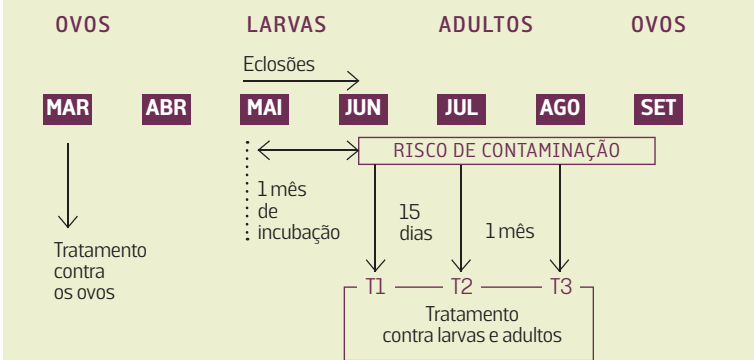 OVOS LARVAS ADULTOS OVOS
Eclosões
MAR ABR MAI JUN JUL AGO SET
RISCO DE CONTAMINAÇÃO
1 mês
de
incubação
15
dias
1 mês
Tratamento
contra
os ovos
T1 T2 T3
Tratamento
contra larvas e adultos